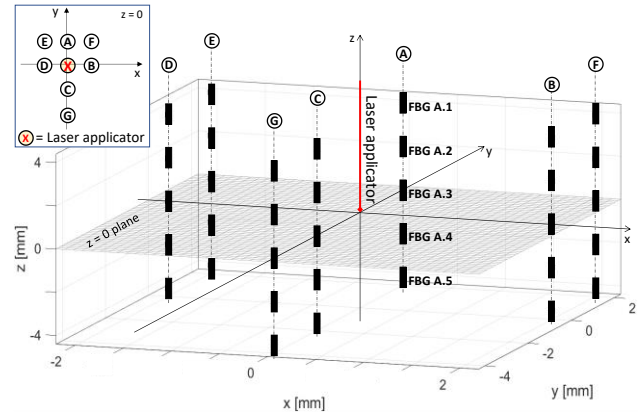 y
z = 0
E A F
D X B
x
C
G
X = Laser applicator
z
D
E
G
C
A
B
F
Laser applicator
FBG A.1
FBG A.2
FBG A.3
FBG A.4
FBG A.5
y
x
z = 0 plane
z [mm]
4
0
-4
-2
0
2
x [mm]
-4
-2
0
2
y [mm]